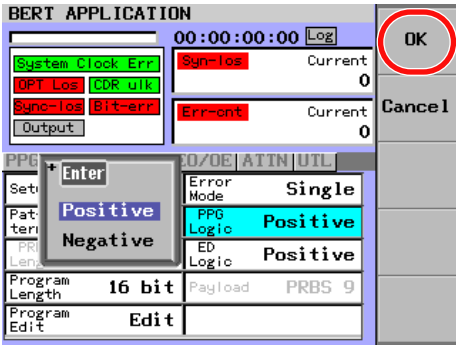 BERT APPLICATION
00:00:00:00 Log
OK
System Clock Err
OPT Los CDR ulk
Sync-los Bit-err
Output
Syn-los Current
0
Err-cnt Current
0
Cancel
PPG EO/OE ATTN UTL
Enter
Positive
Negative
Error Mode Single
PPG Logic Positive
ED Logic Positive
Program Length 16 bit
Payload PRBS 9
Program Edit Edit